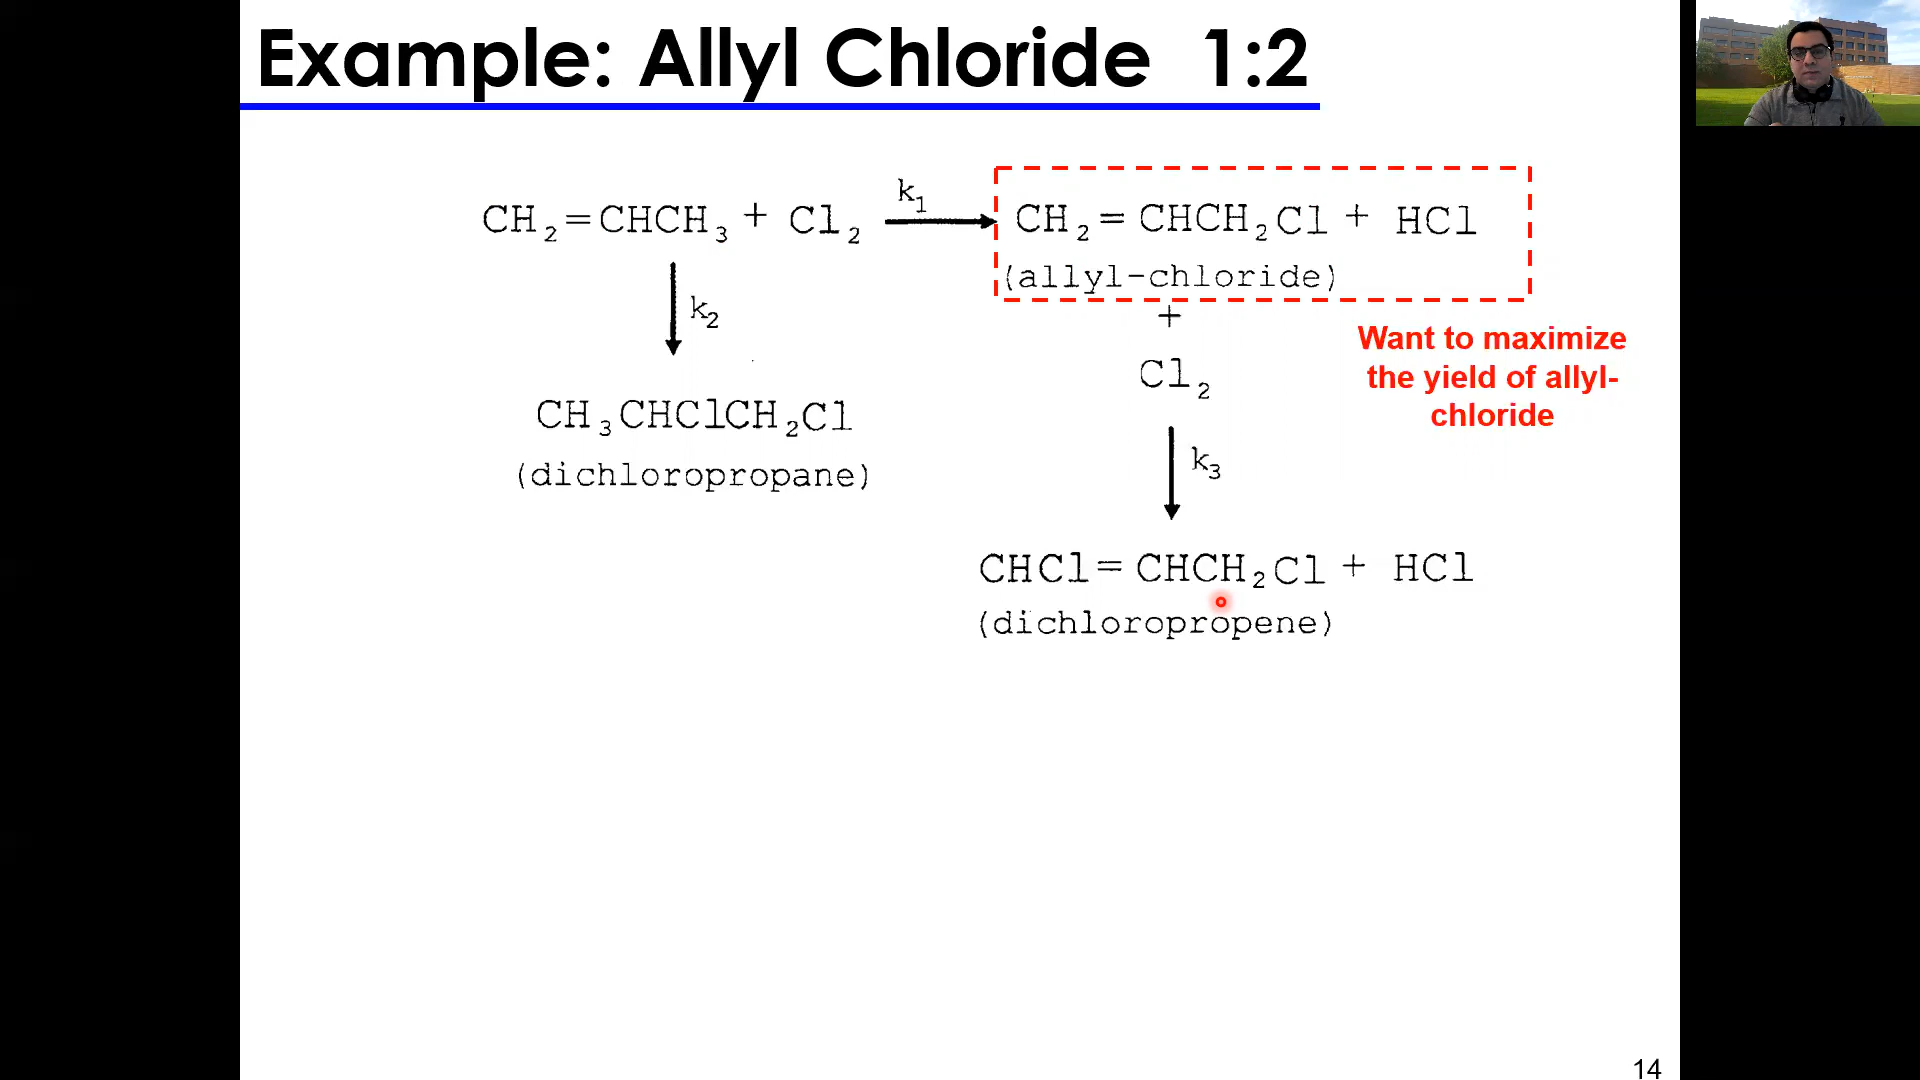 Example: Allyl Chloride 1:2
k₁
CH₂=CHCH₃ + Cl₂ CH₂=CHCH₂Cl + HCl
(allyl-chloride)
k₂
+
Want to maximize
the yield of allyl-
chloride
Cl₂
CH₃CHClCH₂Cl
(dichloropropane)
k₃
CHCl=CHCH₂Cl + HCl
(dichloropropene)
14